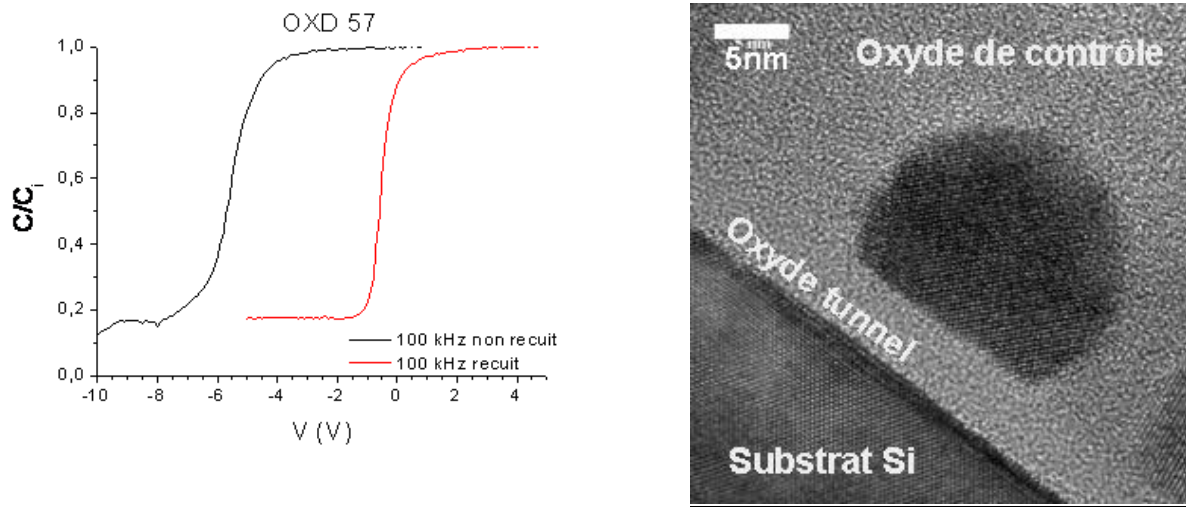 OXD 57
1,0
0,8
0,6
0,4
0,2
0,0
C/Ci
-10
-8
-6
-4
-2
0
2
4
V (V)
100 kHz non recuit
100 kHz recuit
5nm
Oxyde de contrôle
Oxyde tunnel
Substrat Si